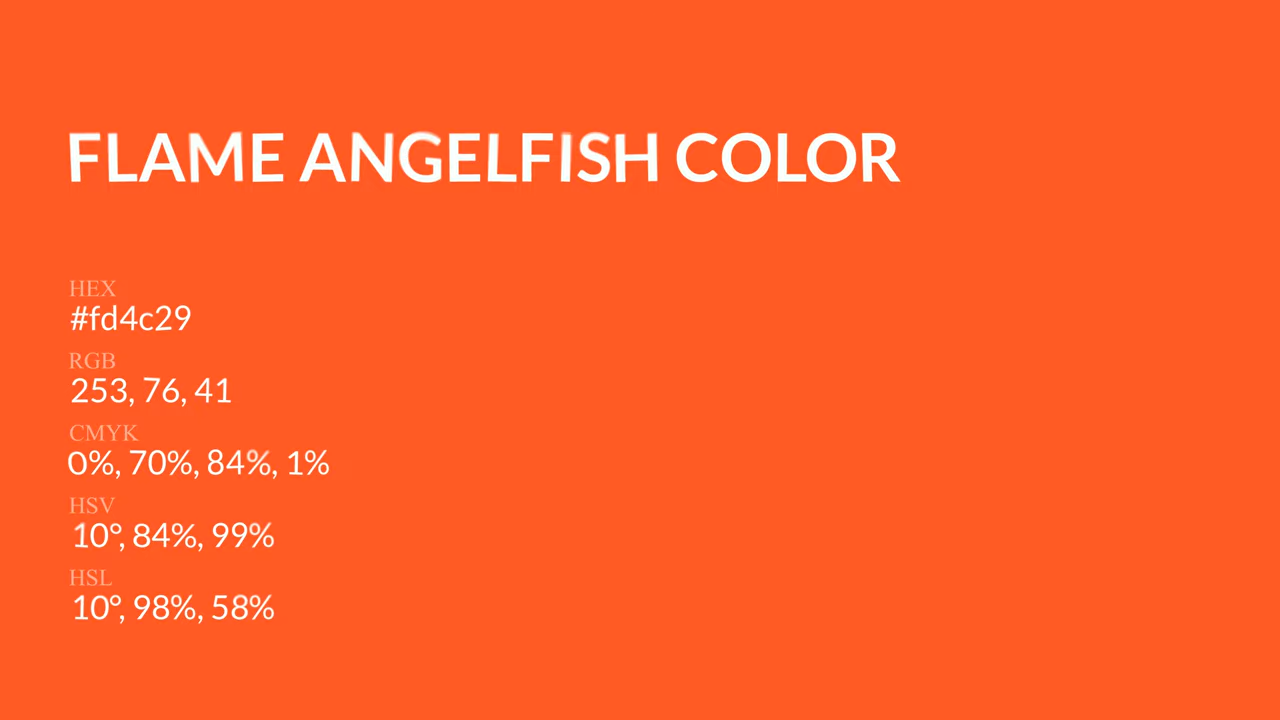 FLAME ANGELFISH COLOR
HEX
#fd4c29
RGB
253, 76, 41
CMYK
0%, 70%, 84%, 1%
HSV
10°, 84%, 99%
HSL
10°, 98%, 58%